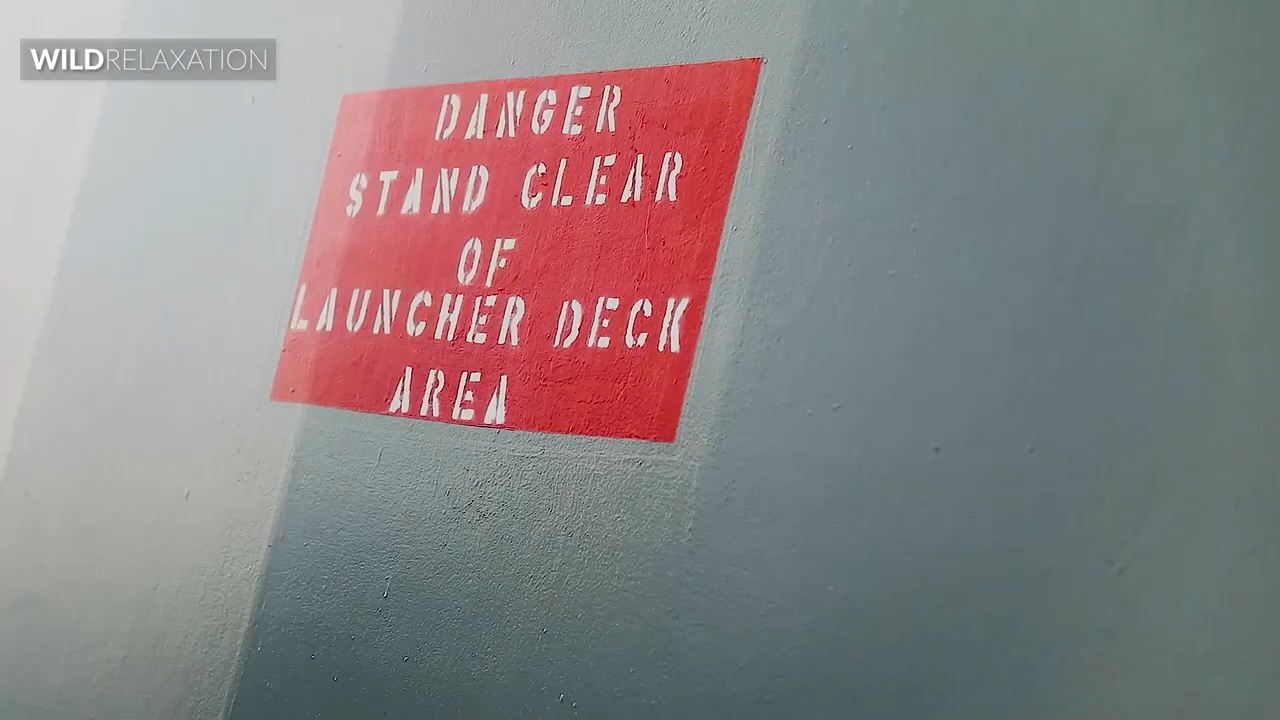 WILDRELAXATION
DANGER
STAND CLEAR
OF
LAUNCHER DECK
AREA